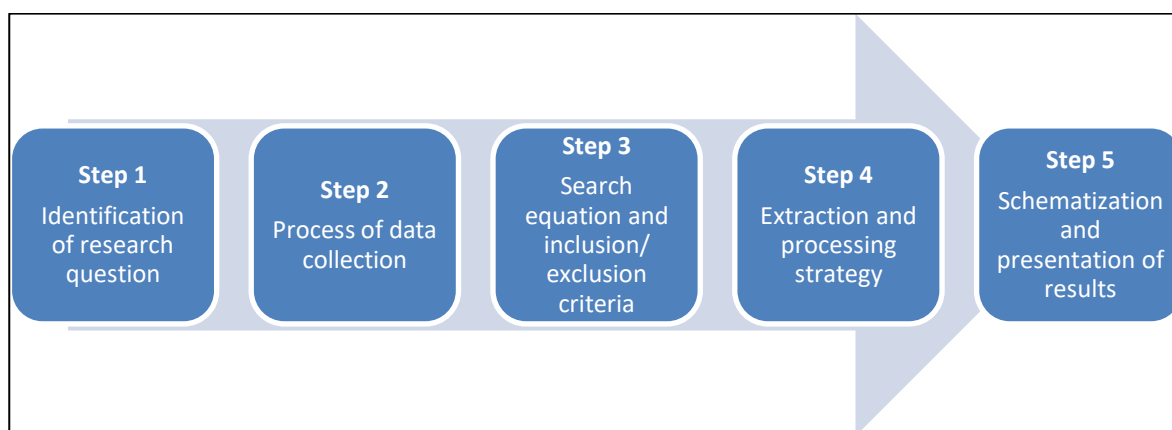 Step 1
Identification
of research
question
Step 2
Process of data
collection
Step 3
Search
equation and
inclusion/
exclusion
criteria
Step 4
Extraction and
processing
strategy
Step 5
Schematization
and
presentation of
results